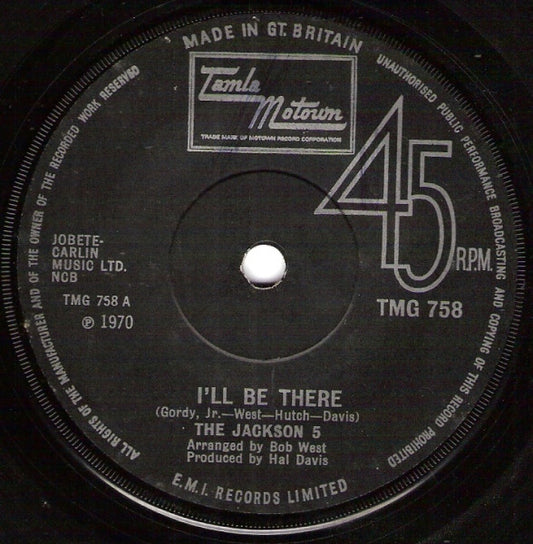 MADE IN GT. BRITAIN
UNAUTHORISED PUBLIC PERFORMANCE BROADCASTING AND COPYING OF THIS RECORD PROHIBITED
ALL RIGHTS OF THE MANUFACTURER AND OF THE OWNER OF THE RECORDED WORK RESERVED
Tamla
Motown
TRADE MARK OF MOTOWN RECORD CORPORATION
45
R.P.M.
TMG 758
JOBETE-
CARLIN
MUSIC LTD.
NCB
TMG 758 A
℗ 1970
I'LL BE THERE
(Gordy, Jr.—West—Hutch—Davis)
THE JACKSON 5
Arranged by Bob West
Produced by Hal Davis
E.M.I. RECORDS LIMITED